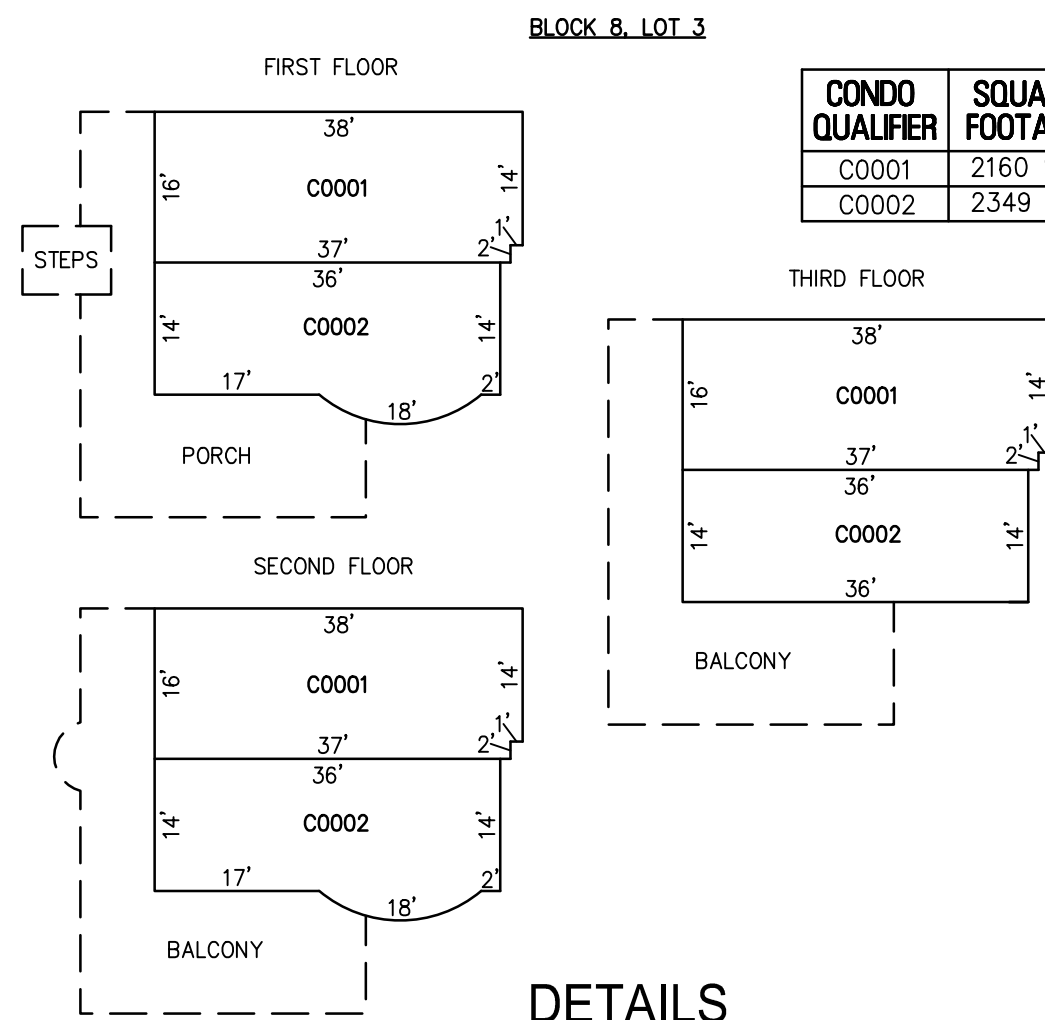 BLOCK 8, LOT 3
FIRST FLOOR
38'
16'
C0001
14'
1'
2'
37'
STEPS
36'
14'
C0002
14'
17'
2'
18'
PORCH
CONDO
QUALIFIER
SQUA
FOOTA
C0001 2160
C0002 2349
THIRD FLOOR
38'
16'
C0001
14'
1'
2'
37'
36'
14'
C0002
14'
36'
BALCONY
SECOND FLOOR
38'
16'
C0001
14'
1'
2'
37'
36'
14'
C0002
14'
17'
2'
18'
BALCONY
DETAILS